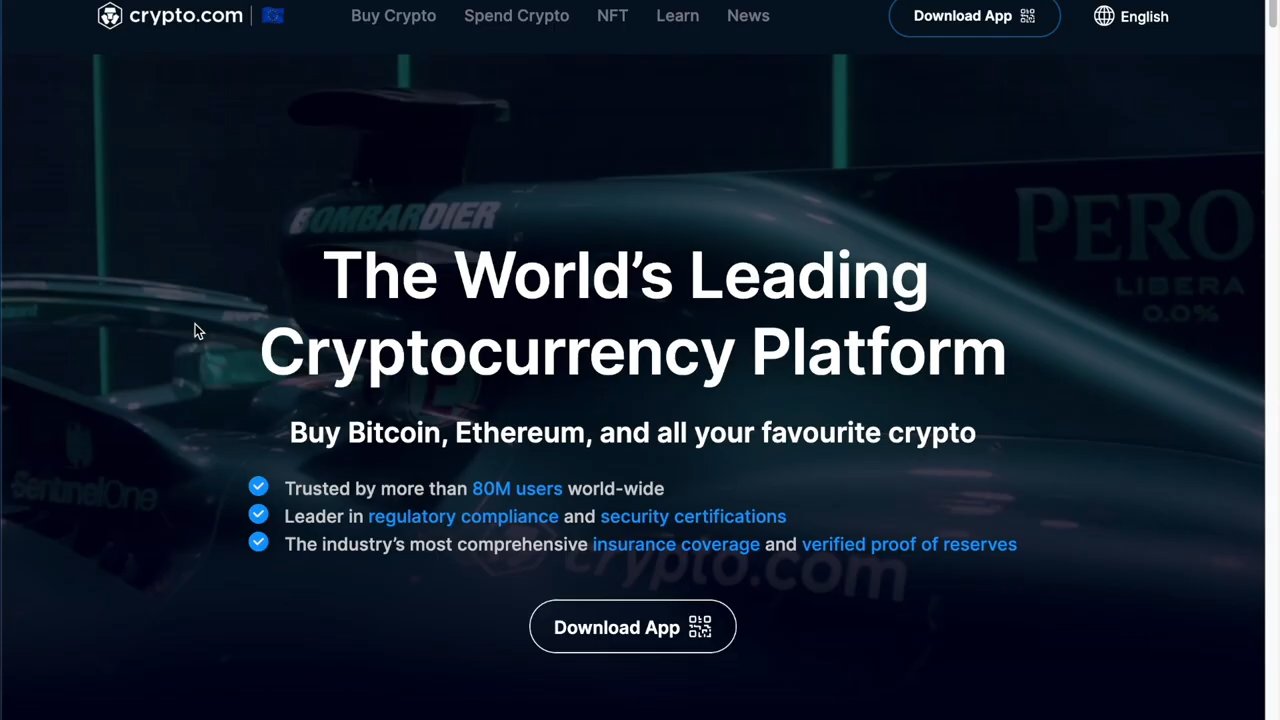 crypto.com
Buy Crypto
Spend Crypto
NFT
Learn
News
Download App
English
BOMBARDIER
PERO
LIBERA
0.0%
The World's Leading
Cryptocurrency Platform
Buy Bitcoin, Ethereum, and all your favourite crypto
SentinelOne
Trusted by more than 80M users world-wide
Leader in regulatory compliance and security certifications
The industry's most comprehensive insurance coverage and verified proof of reserves
crypto.com
Download App